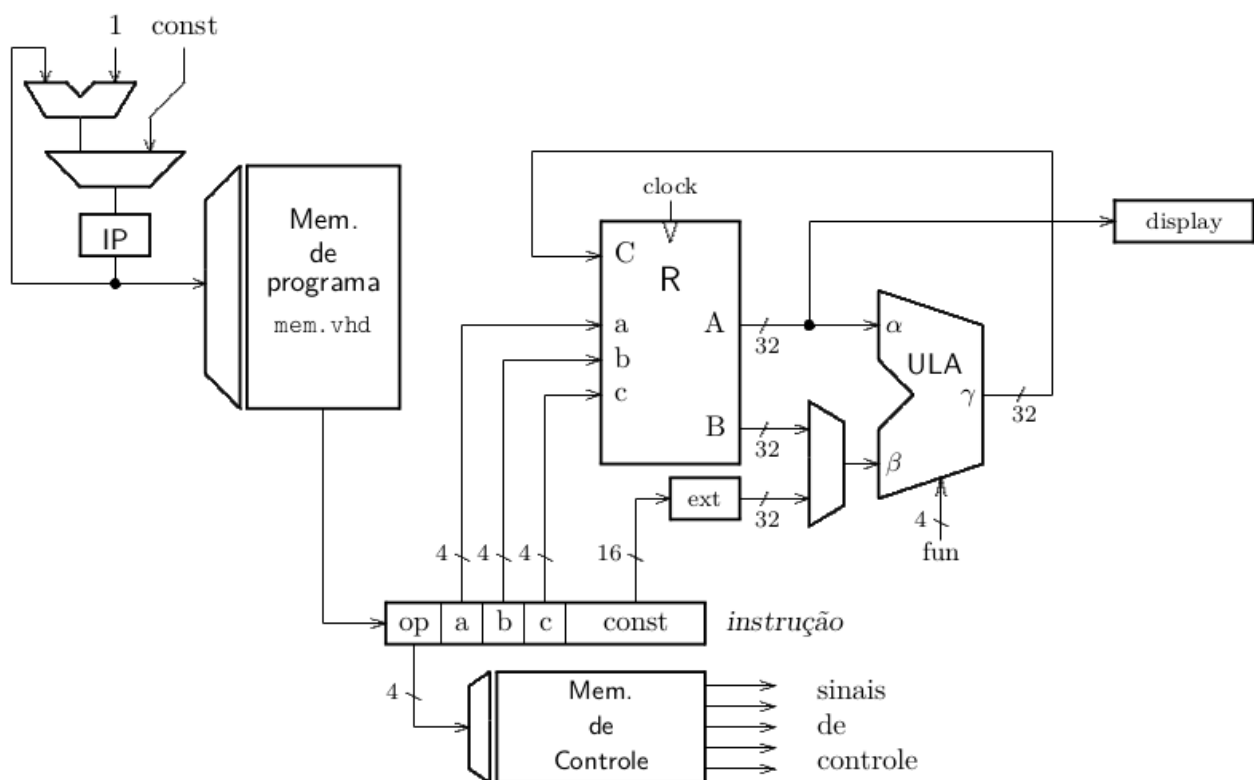 1 const
IP
Mem.
de
programa
mem.vhd
clock
C
R
a
A
32
b
c
B
32
ext
32
α
ULA
γ
32
β
4
fun
display
4
4
4
16
op a b c const
instrução
4
Mem.
de
Controle
sinais
de
controle